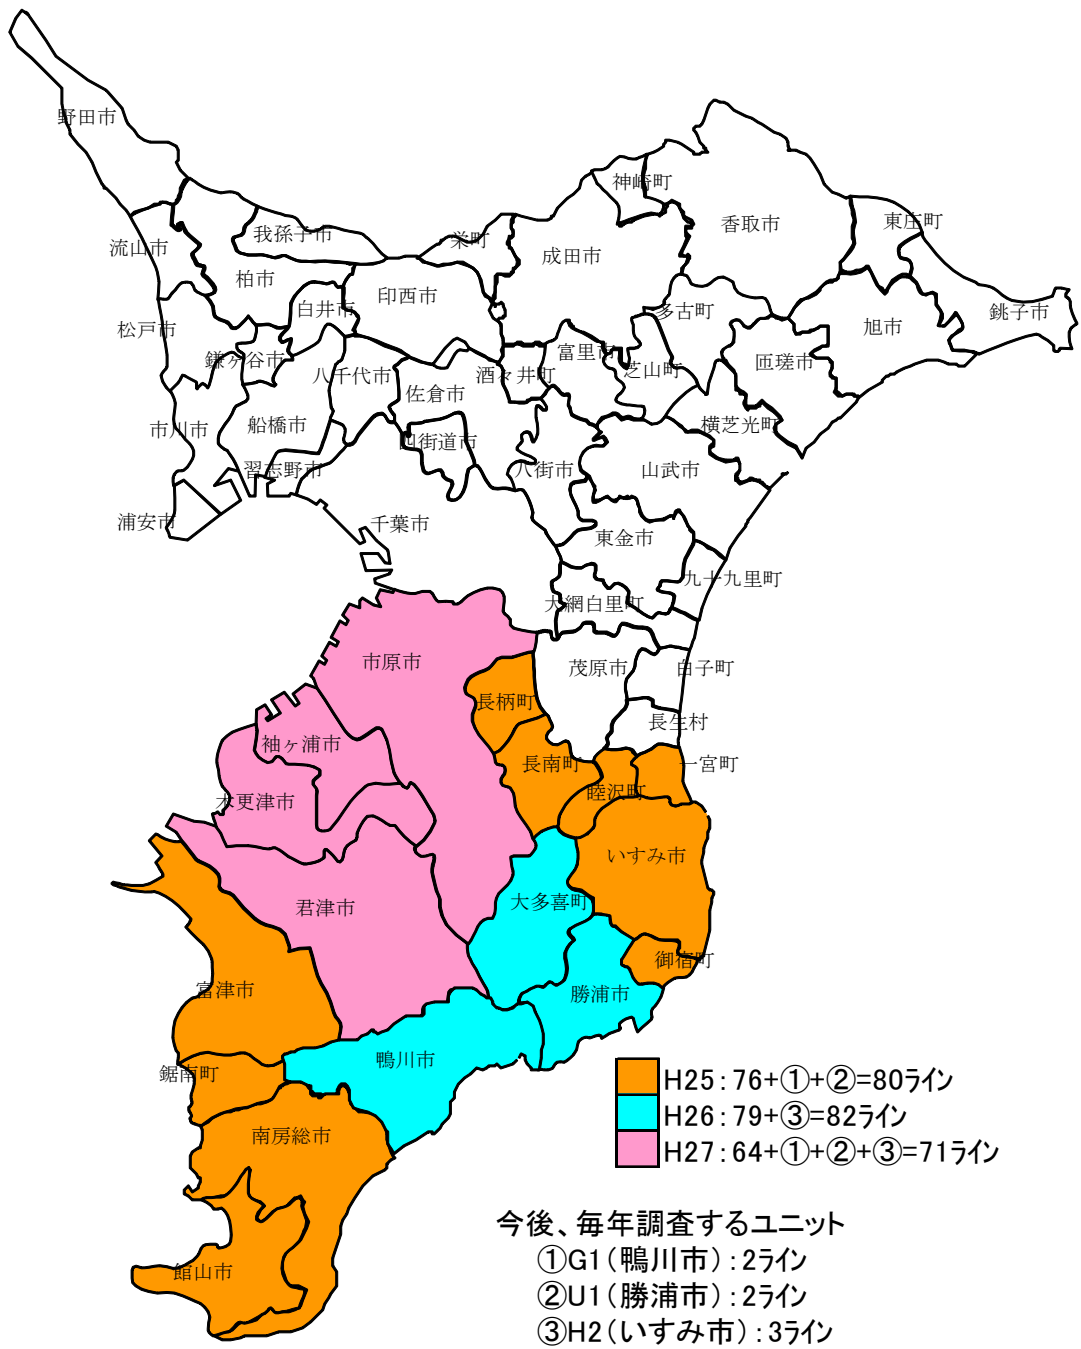 野田市
神崎町
香取市
東庄町
流山市
我孫子市
栄町
成田市
柏市
印西市
白井市
多古町
銚子市
松戸市
旭市
鎌ヶ谷市
八千代市
富里市
芝山町
匝瑳市
佐倉市
酒々井町
市川市
船橋市
四街道市
横芝光町
習志野市
八街市
山武市
浦安市
千葉市
東金市
九十九里町
大網白里町
市原市
茂原市
白子町
長柄町
長生村
袖ヶ浦市
長南町
一宮町
木更津市
睦沢町
いすみ市
君津市
大多喜町
御宿町
富津市
勝浦市
鴨川市
鋸南町
南房総市
館山市
H25:76+①+②=80ライン
H26:79+③=82ライン
H27:64+①+②+③=71ライン
今後、毎年調査するユニット
①G1(鴨川市):2ライン
②U1(勝浦市):2ライン
③H2(いすみ市):3ライン